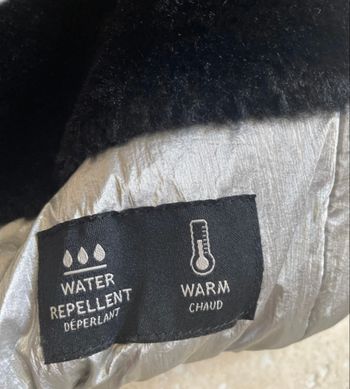 WATER
REPELLENT
DÉPERLANT
WARM
CHAUD